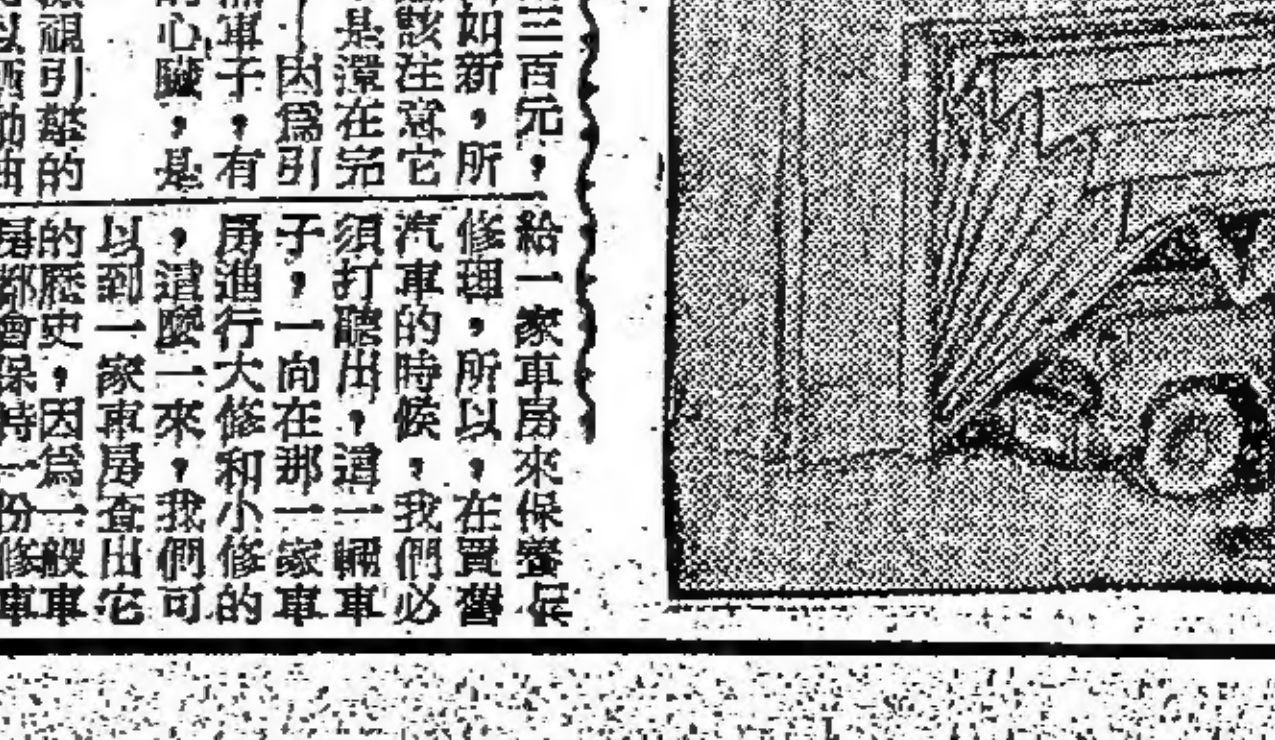 三百元，
如新，所
該注意它
是還在完
因爲引
車子，有
的心臟，是
視引擎的
給一家車房來保養
修理，所以，在買舊
汽車的時候，我們必
須打聽出，這一輛車
子，一向在那一家車
房進行大修和小修的
，這麼一來，我們可
以到一家車房查出它
的歷史，因爲一般車
房都會保持一份修車